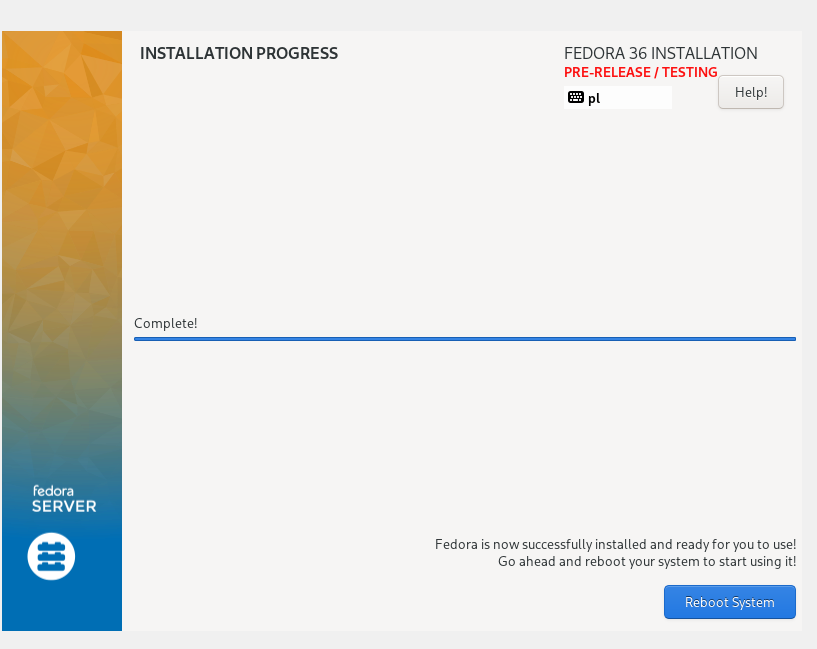 INSTALLATION PROGRESS
FEDORA 36 INSTALLATION
PRE-RELEASE / TESTING
pl
Help!
Complete!
fedora
SERVER
Fedora is now successfully installed and ready for you to use!
Go ahead and reboot your system to start using it!
Reboot System